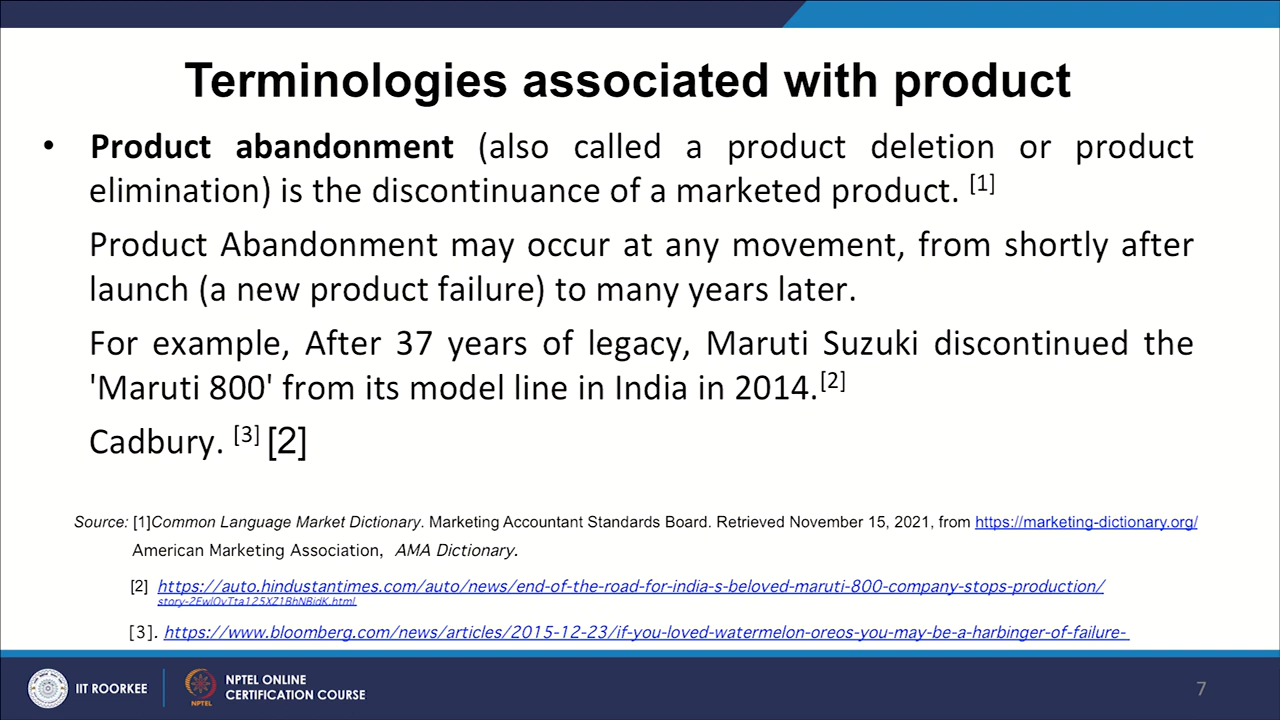 Terminologies associated with product
• Product abandonment (also called a product deletion or product
elimination) is the discontinuance of a marketed product. [1]
Product Abandonment may occur at any movement, from shortly after
launch (a new product failure) to many years later.
For example, After 37 years of legacy, Maruti Suzuki discontinued the
'Maruti 800' from its model line in India in 2014.[2]
Cadbury. [3] [2]
Source: [1]Common Language Market Dictionary. Marketing Accountant Standards Board. Retrieved November 15, 2021, from https://marketing-dictionary.org/
American Marketing Association, AMA Dictionary.
[2] https://auto.hindustantimes.com/auto/news/end-of-the-road-for-india-s-beloved-maruti-800-company-stops-production/
[3]. https://www.bloomberg.com/news/articles/2015-12-23/if-you-loved-watermelon-oreos-you-may-be-a-harbinger-of-failure-
IIT ROORKEE
NPTEL
NPTEL ONLINE
CERTIFICATION COURSE
7